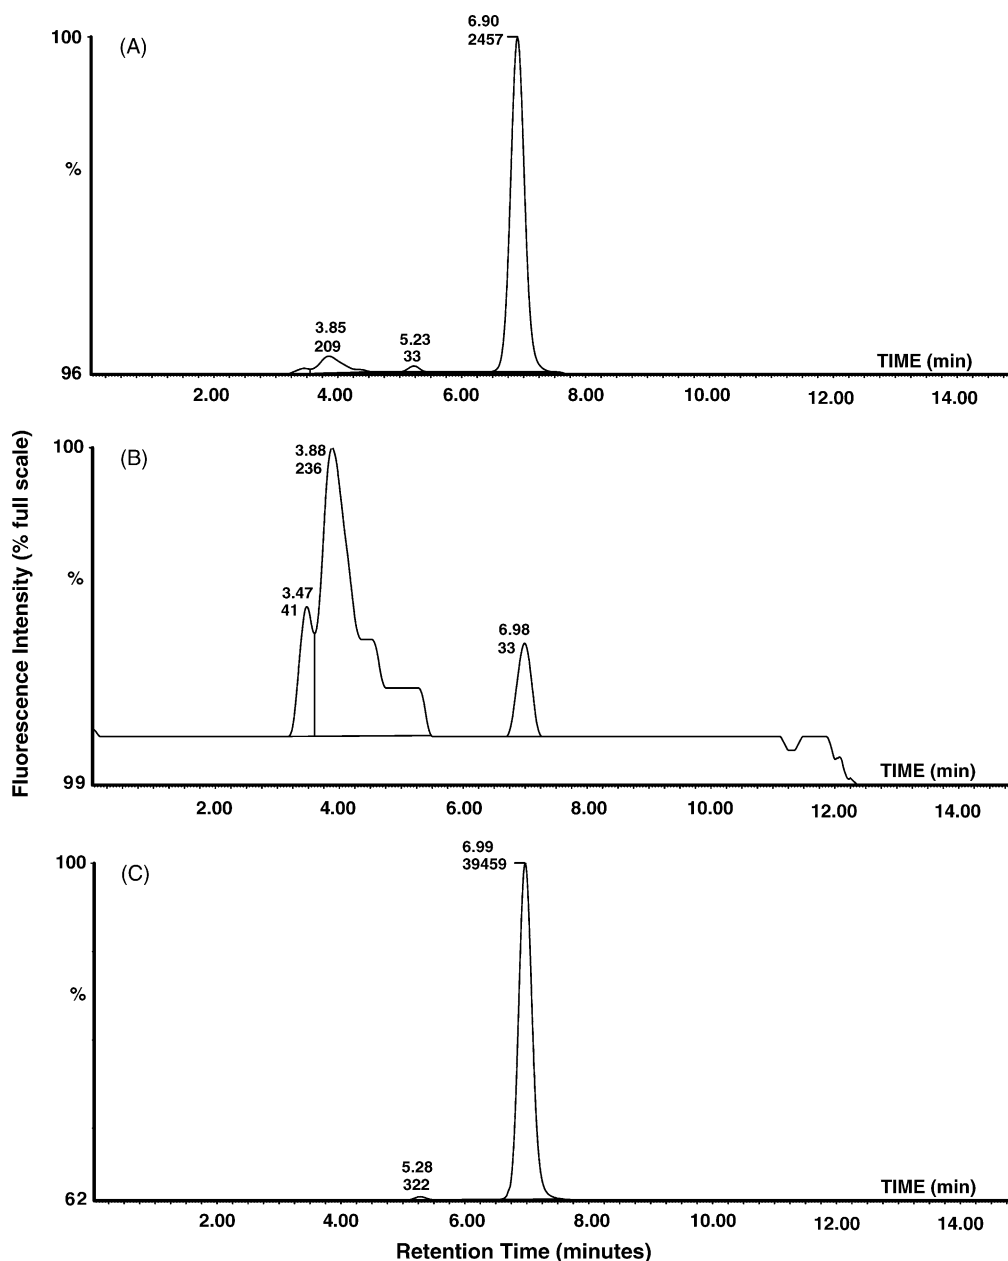 6.90
100
(A)
2457
%
3.85
209
5.23
33
TIME (min)
96
2.00 4.00 6.00 8.00 10.00 12.00 14.00
Fluorescence Intensity (% full scale)
100
(B)
3.88
236
%
3.47
41
6.98
33
TIME (min)
99
2.00 4.00 6.00 8.00 10.00 12.00 14.00
6.99
100
(C)
39459
%
5.28
322
TIME (min)
62
2.00 4.00 6.00 8.00 10.00 12.00 14.00
Retention Time (minutes)